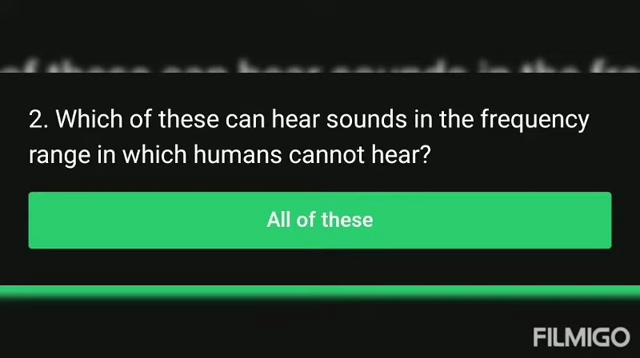 2. Which of these can hear sounds in the frequency
range in which humans cannot hear?
All of these
FILMIGO